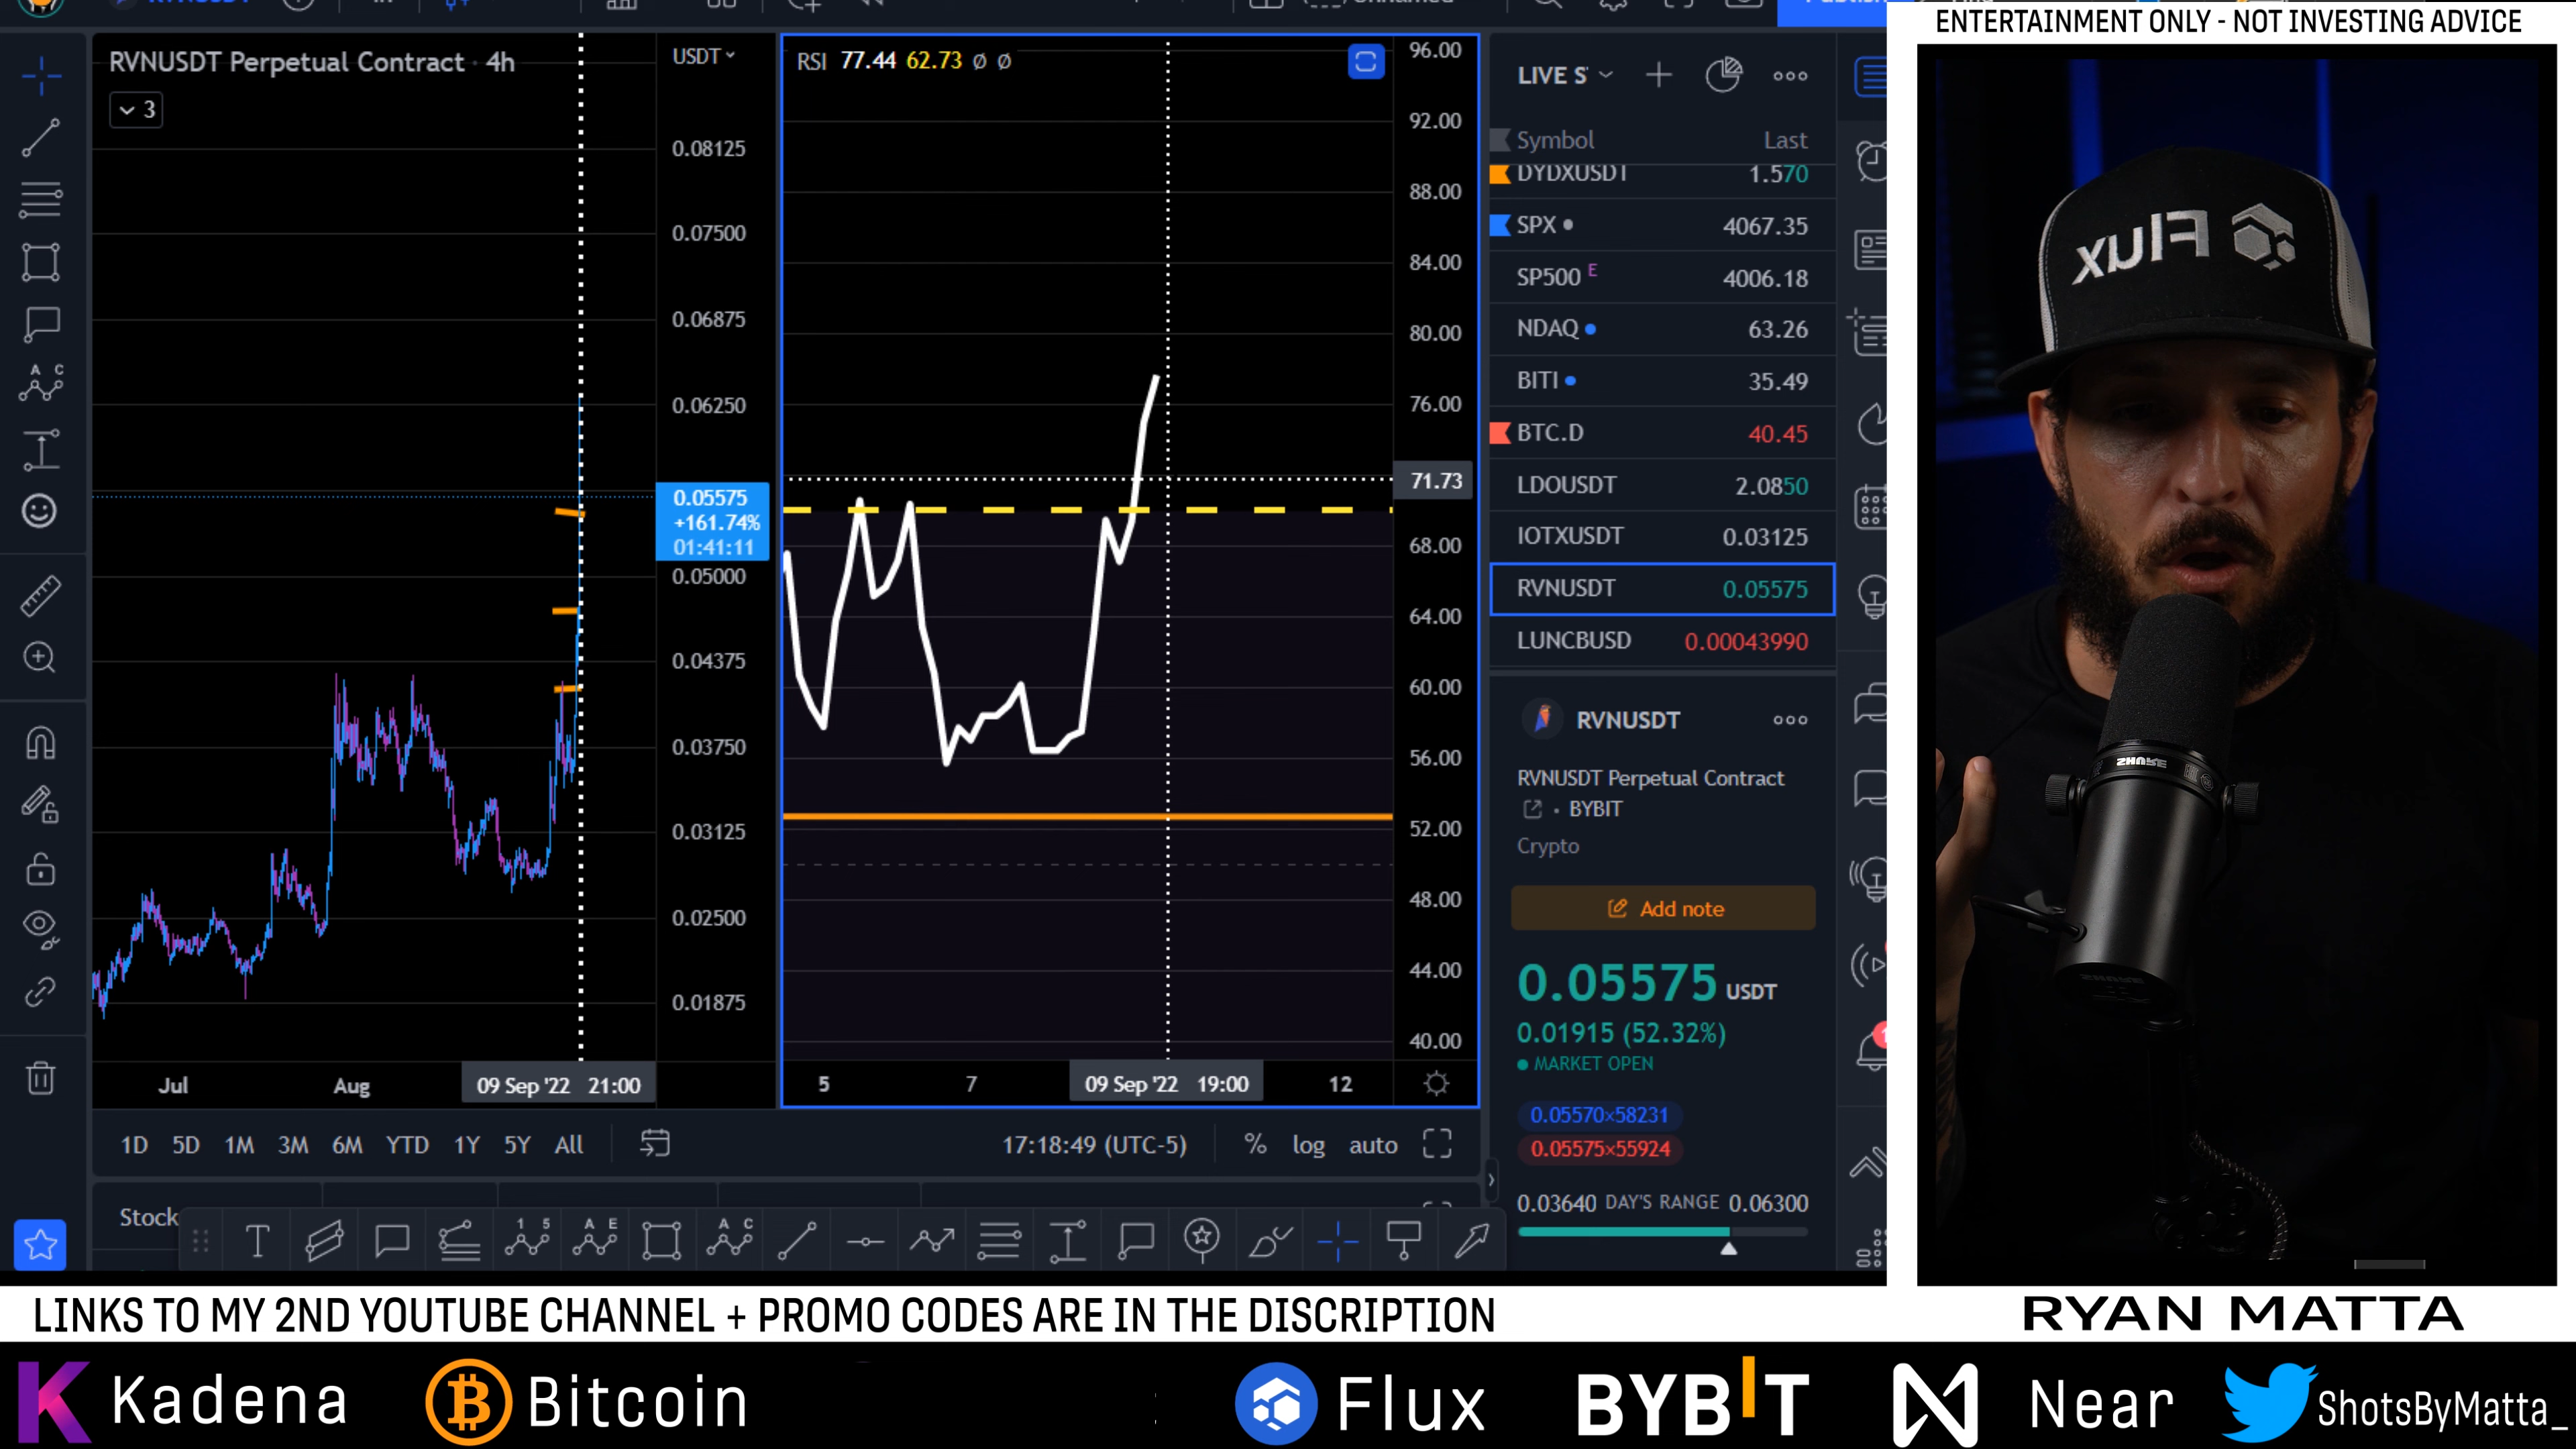 ENTERTAINMENT ONLY - NOT INVESTING ADVICE
RVNUSDT Perpetual Contract · 4h
3
USDT
0.08125
0.07500
0.06875
0.06250
0.05575
+161.74%
01:41:11
0.05000
0.04375
0.03750
0.03125
0.02500
0.01875
Jul
Aug
09 Sep '22 21:00
RSI 77.44 62.73 ø ø
96.00
92.00
88.00
84.00
80.00
76.00
71.73
68.00
64.00
60.00
56.00
52.00
48.00
44.00
40.00
5
7
09 Sep '22 19:00
12
1D 5D 1M 3M 6M YTD 1Y 5Y All
17:18:49 (UTC-5) % log auto
Stock
LIVE S
Symbol Last
DYDXUSDT 1.570
SPX 4067.35
SP500 E 4006.18
NDAQ 63.26
BITI 35.49
BTC.D 40.45
LDOUSDT 2.0850
IOTXUSDT 0.03125
RVNUSDT 0.05575
LUNCBUSD 0.00043990
RVNUSDT
RVNUSDT Perpetual Contract
· BYBIT
Crypto
Add note
0.05575 USDT
0.01915 (52.32%)
MARKET OPEN
0.05570×58231
0.05575×55924
0.03640 DAY'S RANGE 0.06300
Flux
SHURE
LINKS TO MY 2ND YOUTUBE CHANNEL + PROMO CODES ARE IN THE DISCRIPTION
RYAN MATTA
Kadena
Bitcoin
Flux
BYBIT
Near
ShotsByMatta_